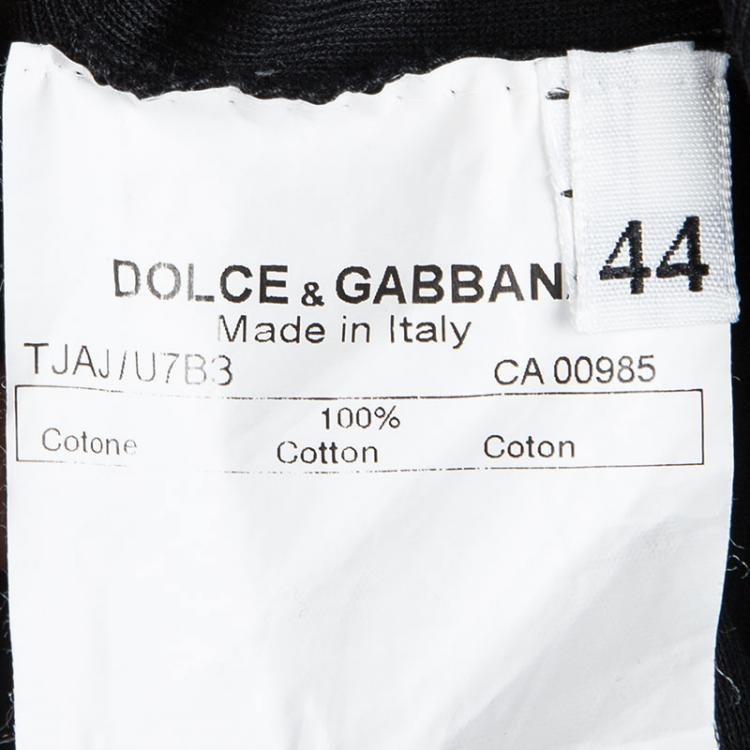 44
DOLCE & GABBAN
Made in Italy
TJAJ/U7B3
CA 00985
100%
Cotone Cotton Coton